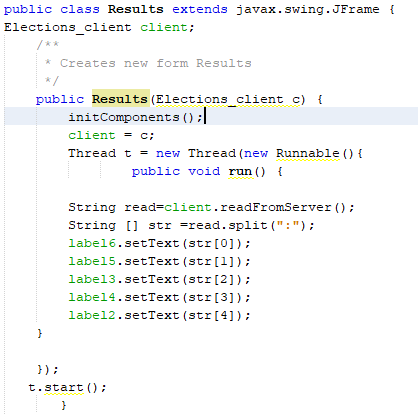 public class Results extends javax.swing.JFrame {
Elections_client client;
    /**
     * Creates new form Results
     */
    public Results(Elections_client c) {
        initComponents();
        client = c;
        Thread t = new Thread(new Runnable(){
                public void run() {

        String read=client.readFromServer();
        String [] str =read.split(":");
        label6.setText(str[0]);
        label5.setText(str[1]);
        label3.setText(str[2]);
        label4.setText(str[3]);
        label2.setText(str[4]);
    }

    });
   t.start();
       }